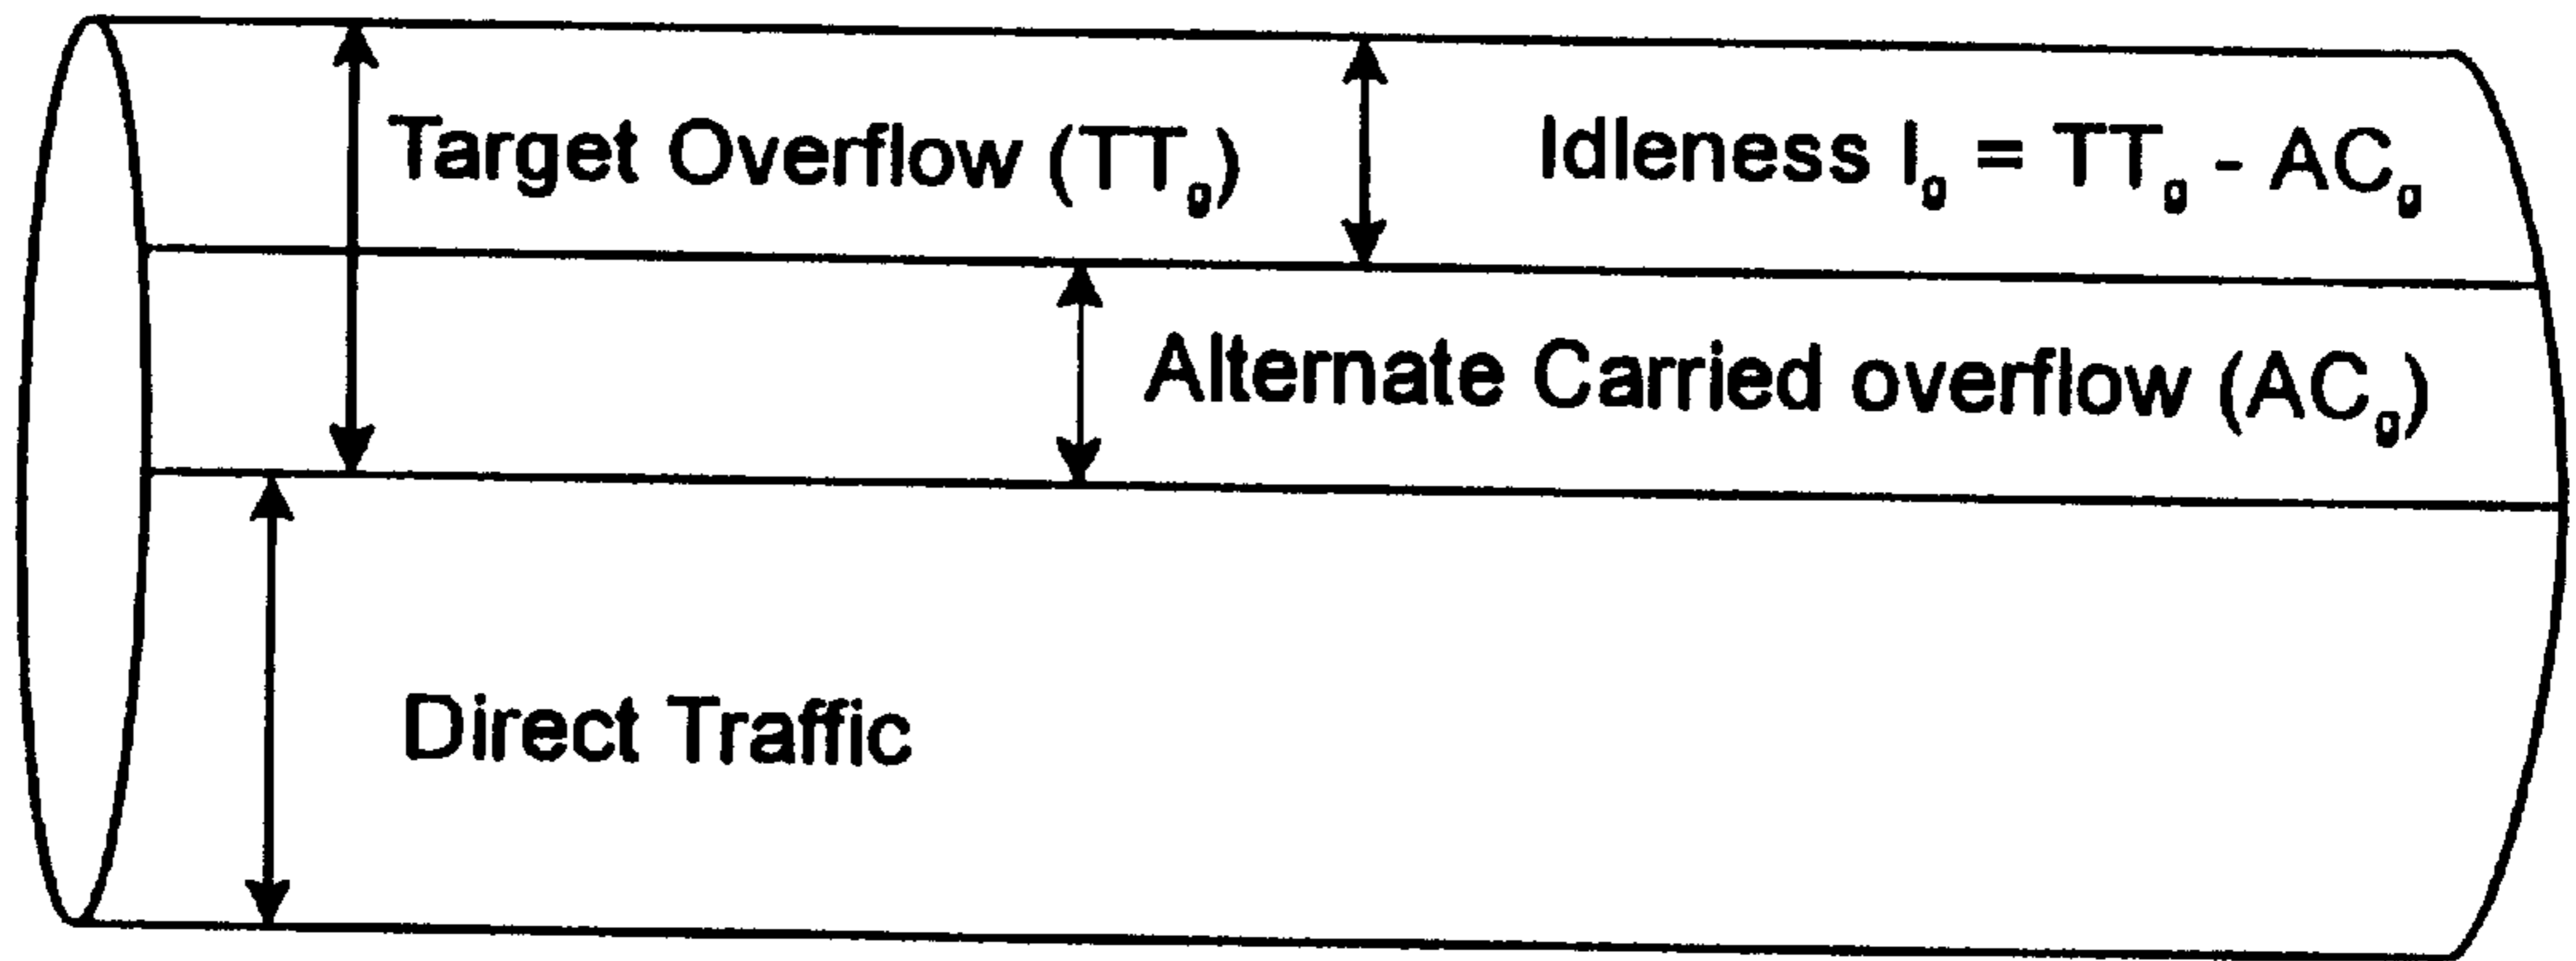 Target Overflow (TTg)
Idleness Ig = TTg - ACg
Alternate Carried overflow (ACg)
Direct Traffic